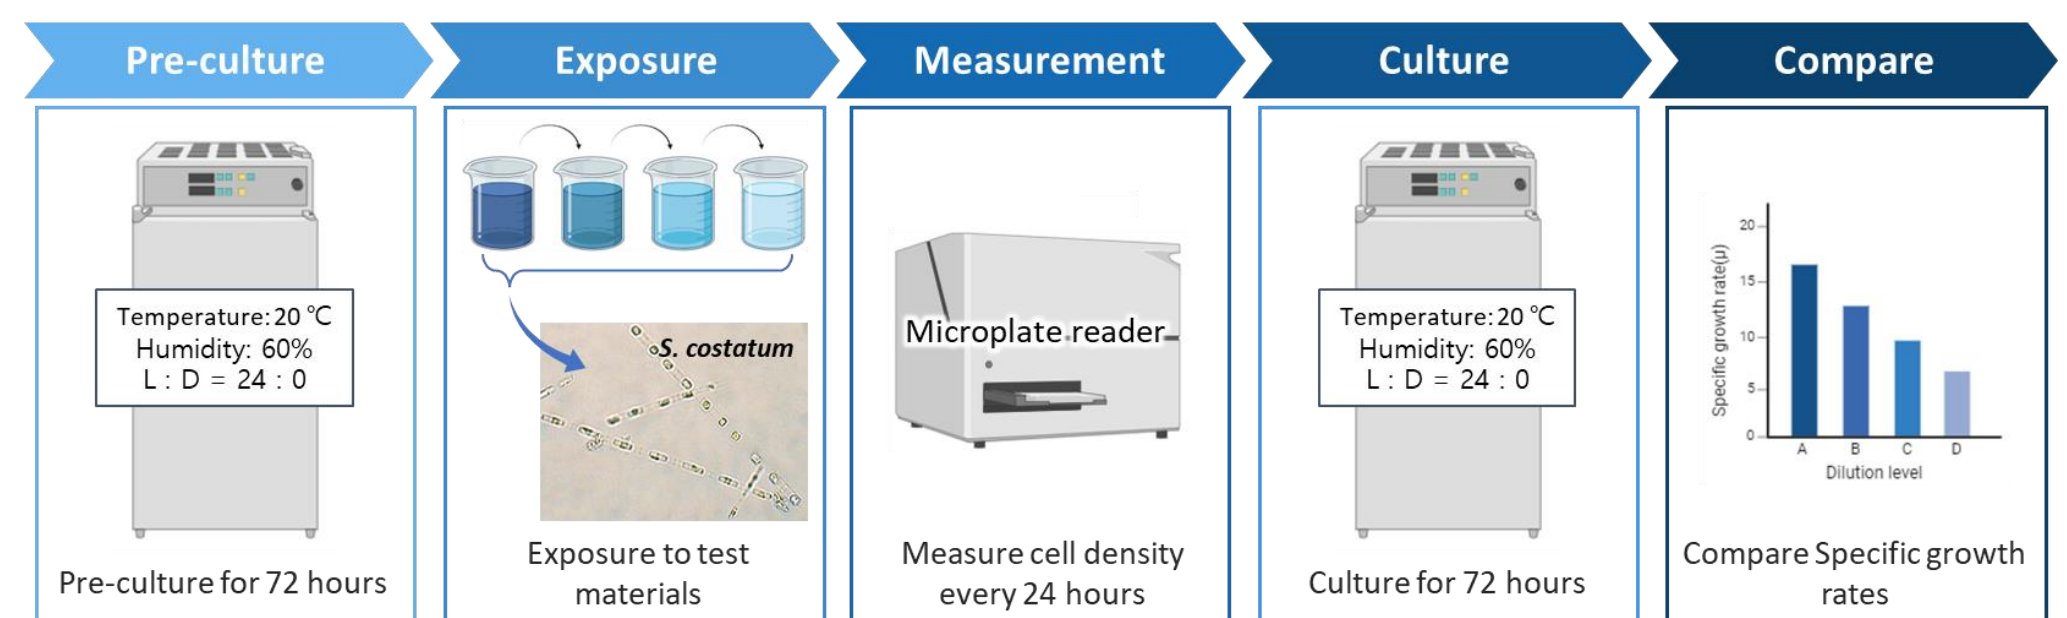 Pre-culture
Exposure
Measurement
Culture
Compare
Temperature: 20 ℃
Humidity: 60%
L : D = 24 : 0
Pre-culture for 72 hours
S. costatum
Exposure to test
materials
Microplate reader
Measure cell density
every 24 hours
Temperature: 20 ℃
Humidity: 60%
L : D = 24 : 0
Culture for 72 hours
Specific growth rate(μ)
20
15
10
5
0
A B C D
Dilution level
Compare Specific growth
rates